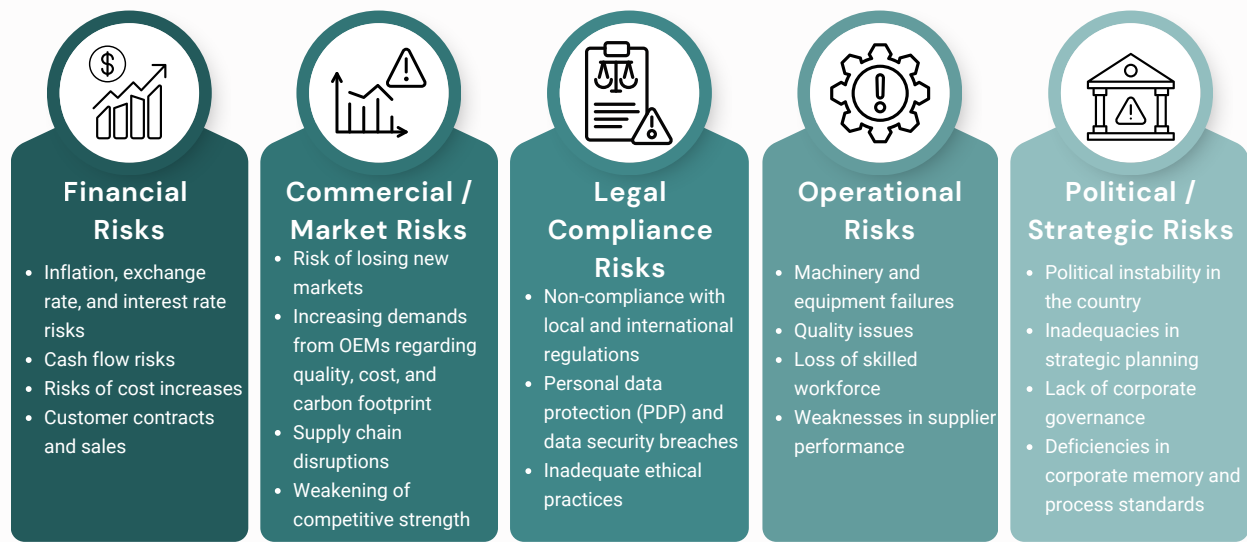 Financial
Risks
• Inflation, exchange
rate, and interest rate
risks
• Cash flow risks
• Risks of cost increases
• Customer contracts
and sales
Commercial /
Market Risks
• Risk of losing new
markets
• Increasing demands
from OEMs regarding
quality, cost, and
carbon footprint
• Supply chain
disruptions
• Weakening of
competitive strength
Legal
Compliance
Risks
• Non-compliance with
local and international
regulations
• Personal data
protection (PDP) and
data security breaches
• Inadequate ethical
practices
Operational
Risks
• Machinery and
equipment failures
• Quality issues
• Loss of skilled
workforce
• Weaknesses in supplier
performance
Political /
Strategic Risks
• Political instability in
the country
• Inadequacies in
strategic planning
• Lack of corporate
governance
• Deficiencies in
corporate memory and
process standards